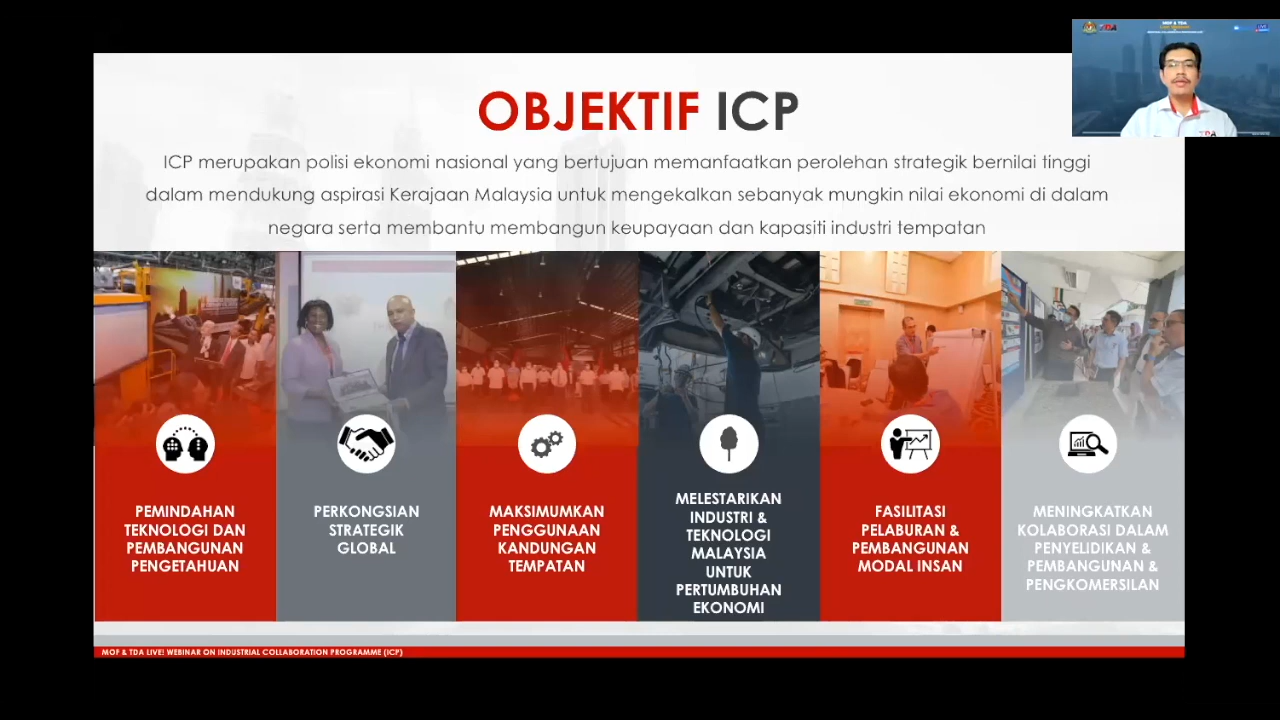 MOF & TDA
OBJEKTIF ICP
ICP merupakan polisi ekonomi nasional yang bertujuan memanfaatkan perolehan strategik bernilai tinggi
dalam mendukung aspirasi Kerajaan Malaysia untuk mengekalkan sebanyak mungkin nilai ekonomi di dalam
negara serta membantu membangun keupayaan dan kapasiti industri tempatan
PEMINDAHAN
TEKNOLOGI DAN
PEMBANGUNAN
PENGETAHUAN
PERKONGSIAN
STRATEGIK
GLOBAL
MAKSIMUMKAN
PENGGUNAAN
KANDUNGAN
TEMPATAN
MELESTARIKAN
INDUSTRI &
TEKNOLOGI
MALAYSIA
UNTUK
PERTUMBUHAN
EKONOMI
FASILITASI
PELABURAN &
PEMBANGUNAN
MODAL INSAN
MENINGKATKAN
KOLABORASI DALAM
PENYELIDIKAN &
PEMBANGUNAN &
PENGKOMERSILAN
MOF & TDA LIVE! WEBINAR ON INDUSTRIAL COLLABORATION PROGRAMME (ICP)